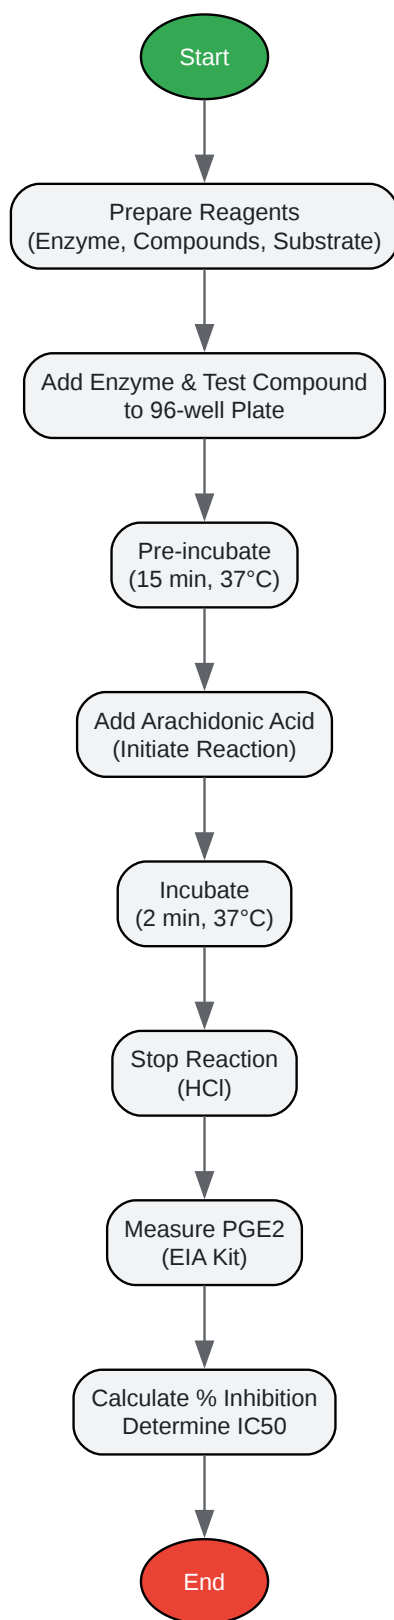 Start
Prepare Reagents
(Enzyme, Compounds, Substrate)
Add Enzyme & Test Compound
to 96-well Plate
Pre-incubate
(15 min, 37°C)
Add Arachidonic Acid
(Initiate Reaction)
Incubate
(2 min, 37°C)
Stop Reaction
(HCl)
Measure PGE2
(EIA Kit)
Calculate % Inhibition
Determine IC50
End